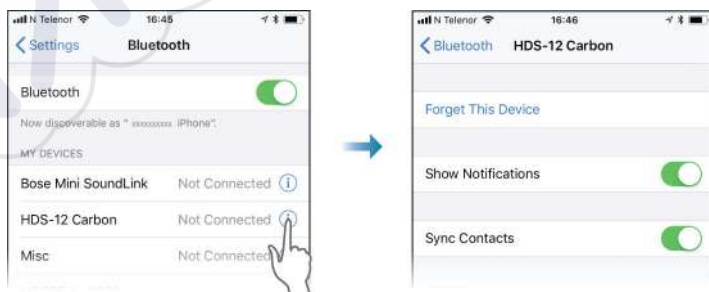 N Telenor 16:45
Settings Bluetooth
Bluetooth
Now discoverable as " xxxxxxxxx iPhone".
MY DEVICES
Bose Mini SoundLink Not Connected
HDS-12 Carbon Not Connected
Misc Not Connected
N Telenor 16:46
Bluetooth HDS-12 Carbon
Forget This Device
Show Notifications
Sync Contacts